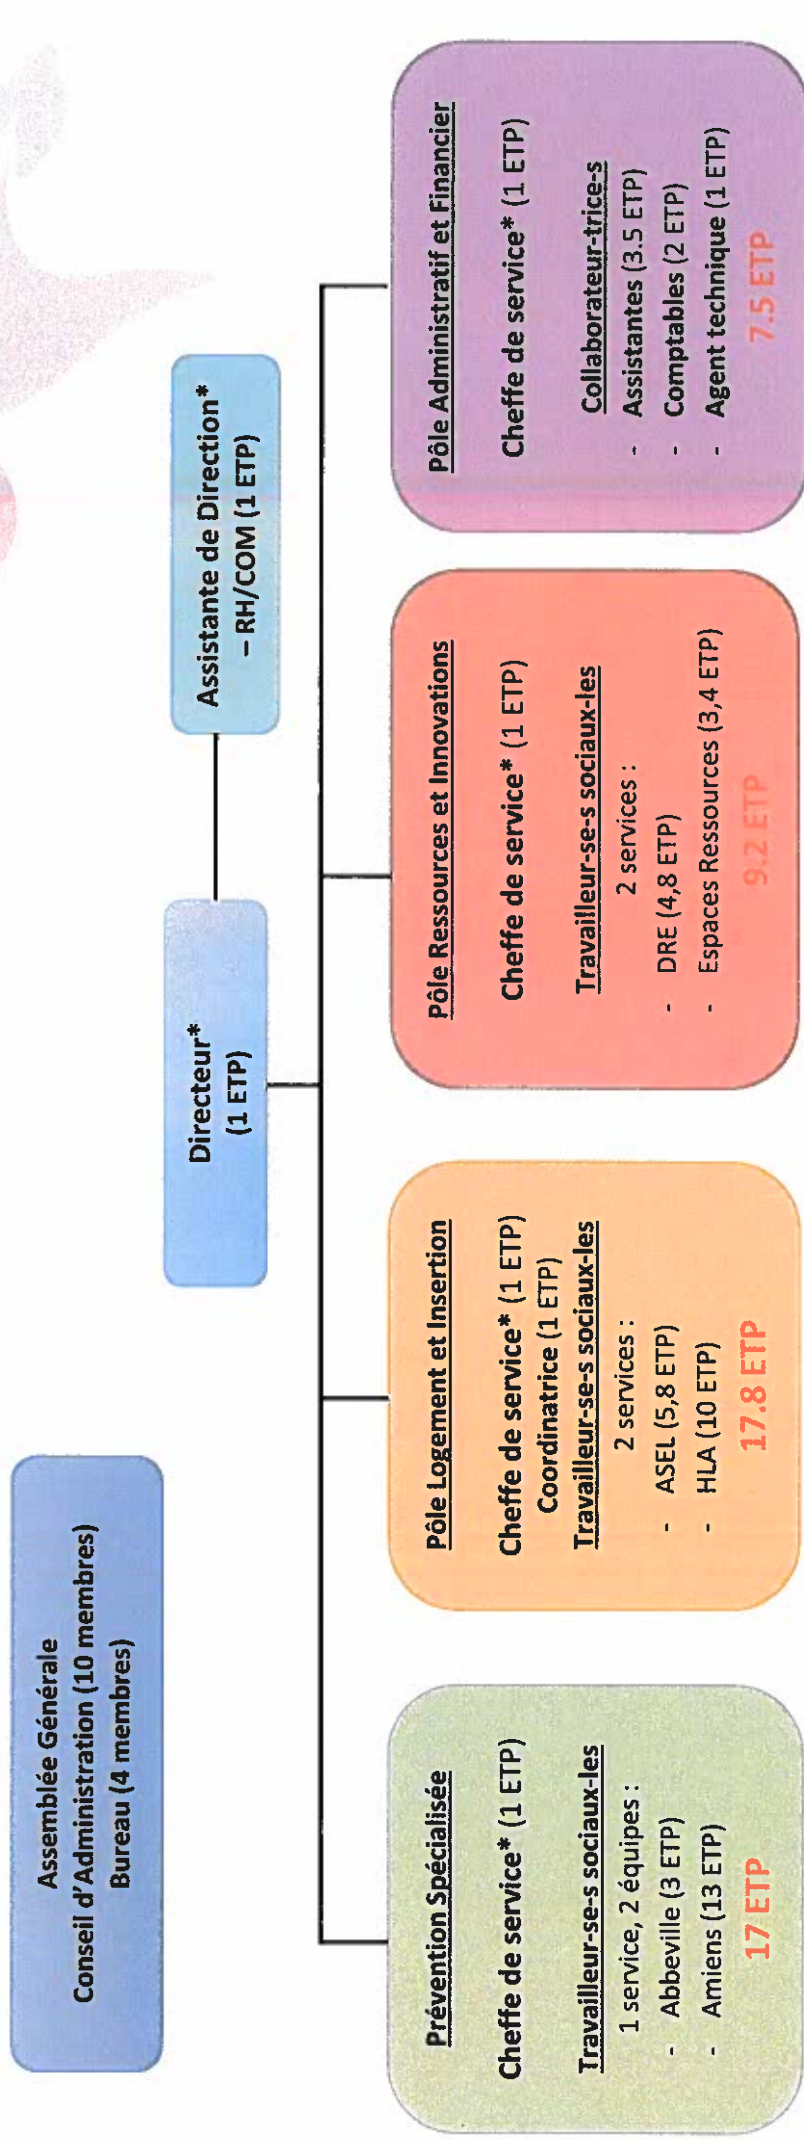 Assemblée Générale
Conseil d'Administration (10 membres)
Bureau (4 membres)
Directeur*
(1 ETP)
Assistante de Direction*
– RH/COM (1 ETP)
Prévention Spécialisée
Cheffe de service* (1 ETP)
Travailleur-se-s sociaux-les
1 service, 2 équipes :
- Abbeville (3 ETP)
- Amiens (13 ETP)
17 ETP
Pôle Logement et Insertion
Cheffe de service* (1 ETP)
Coordinatrice (1 ETP)
Travailleur-se-s sociaux-les
2 services :
- ASEL (5,8 ETP)
- HLA (10 ETP)
17.8 ETP
Pôle Ressources et Innovations
Cheffe de service* (1 ETP)
Travailleur-se-s sociaux-les
2 services :
- DRE (4,8 ETP)
- Espaces Ressources (3,4 ETP)
9.2 ETP
Pôle Administratif et Financier
Cheffe de service* (1 ETP)
Collaborateur-trice-s
- Assistantes (3.5 ETP)
- Comptables (2 ETP)
- Agent technique (1 ETP)
7.5 ETP